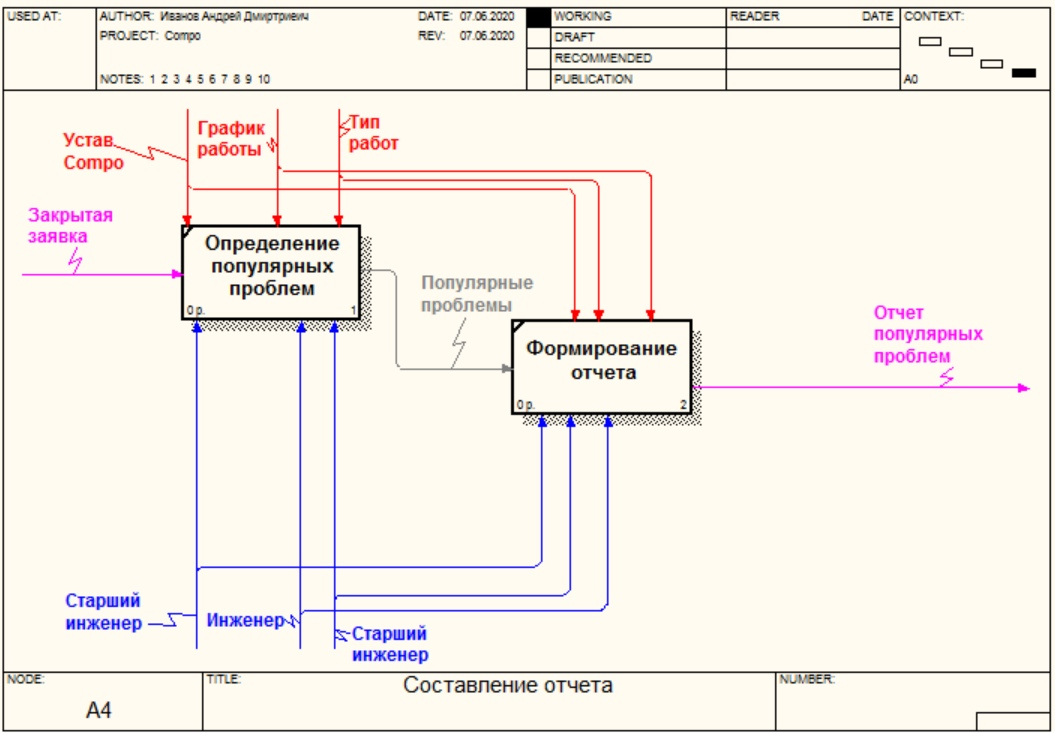 USED AT:
AUTHOR: Иванов Андрей Дмиртриевич
DATE: 07.06.2020
PROJECT: Compo
REV: 07.06.2020
NOTES: 1 2 3 4 5 6 7 8 9 10
WORKING
DRAFT
RECOMMENDED
PUBLICATION
READER
DATE
CONTEXT:
A0
Устав
Compo
График
работы
Тип
работ
Закрытая
заявка
Определение
популярных
проблем
0 р.
1
Популярные
проблемы
Формирование
отчета
0 р.
2
Отчет
популярных
проблем
Старший
инженер
Инженер
Старший
инженер
NODE:
A4
TITLE:
Составление отчета
NUMBER: